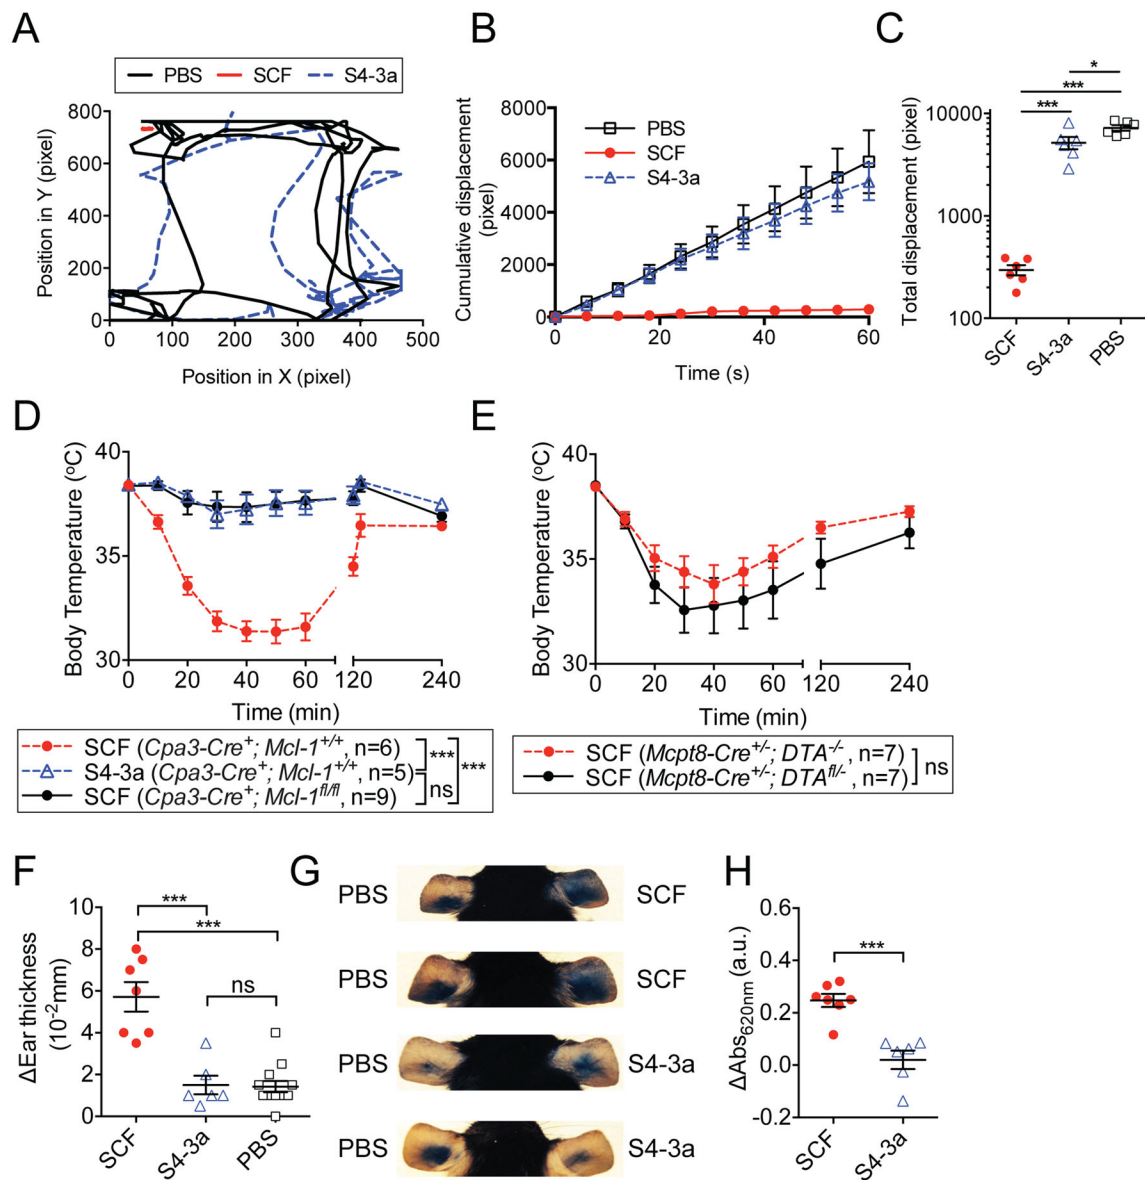 A
PBS SCF S4-3a
Position in Y (pixel)
800
600
400
200
0
0 100 200 300 400 500
Position in X (pixel)
B
Cumulative displacement
(pixel)
8000
6000
4000
2000
0
PBS
SCF
S4-3a
0 20 40 60
Time (s)
C
Total displacement (pixel)
10000
1000
100
*
***
***
SCF
S4-3a
PBS
D
Body Temperature (°C)
40
35
30
0 20 40 60 120 240
Time (min)
SCF (Cpa3-Cre+; Mcl-1+/+, n=6)
S4-3a (Cpa3-Cre+; Mcl-1+/+, n=5)
SCF (Cpa3-Cre+; Mcl-1fl/fl, n=9)
***
ns
***
E
Body Temperature (°C)
40
35
30
0 20 40 60 120 240
Time (min)
SCF (Mcpt8-Cre+/-; DTA-/-, n=7)
SCF (Mcpt8-Cre+/-; DTAfl/-, n=7)
ns
F
ΔEar thickness
(10-2mm)
10
8
6
4
2
0
***
***
ns
SCF
S4-3a
PBS
G
PBS SCF
PBS SCF
PBS S4-3a
PBS S4-3a
H
ΔAbs620nm (a.u.)
0.6
0.4
0.2
0.0
-0.2
***
SCF
S4-3a